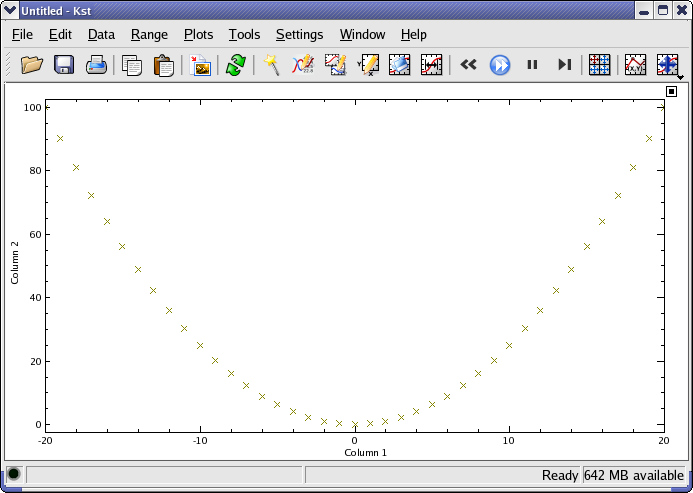 Untitled - Kst
File Edit Data Range Plots Tools Settings Window Help
100
80
60
40
20
0
Column 2
-20 -10 0 10 20
Column 1
Ready 642 MB available